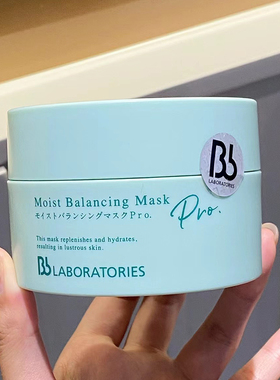 Bb
LABORATORIES
Moist Balancing Mask
モイストバランシングマスクPro.
Pro.
This mask replenishes and hydrates,
resulting in lustrous skin.
Bb LABORATORIES